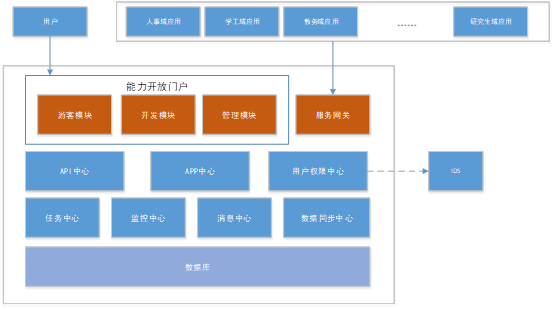 用户
人事域应用
学工域应用
教务域应用
......
研究生域应用
能力开放门户
游客模块
开发模块
管理模块
服务网关
API中心
APP中心
用户权限中心
IDS
任务中心
监控中心
消息中心
数据同步中心
数据库